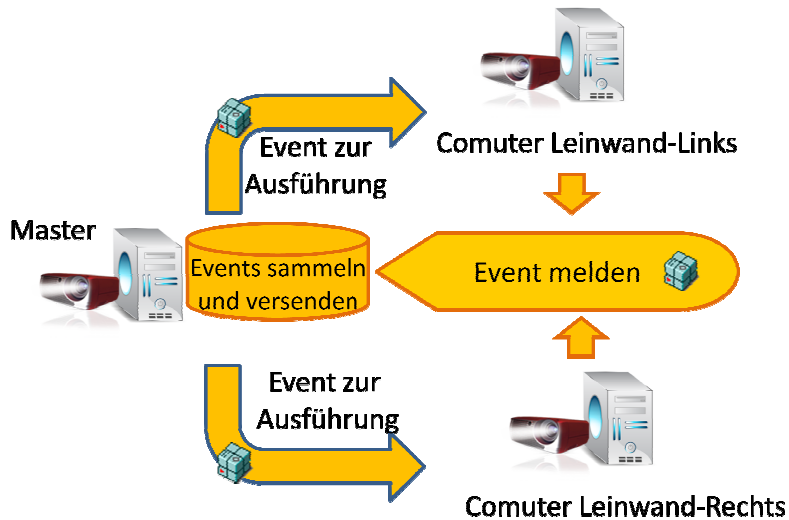 Event zur
Ausführung
Comuter Leinwand-Links
Master
Events sammeln
und versenden
Event melden
Event zur
Ausführung
Comuter Leinwand-Rechts